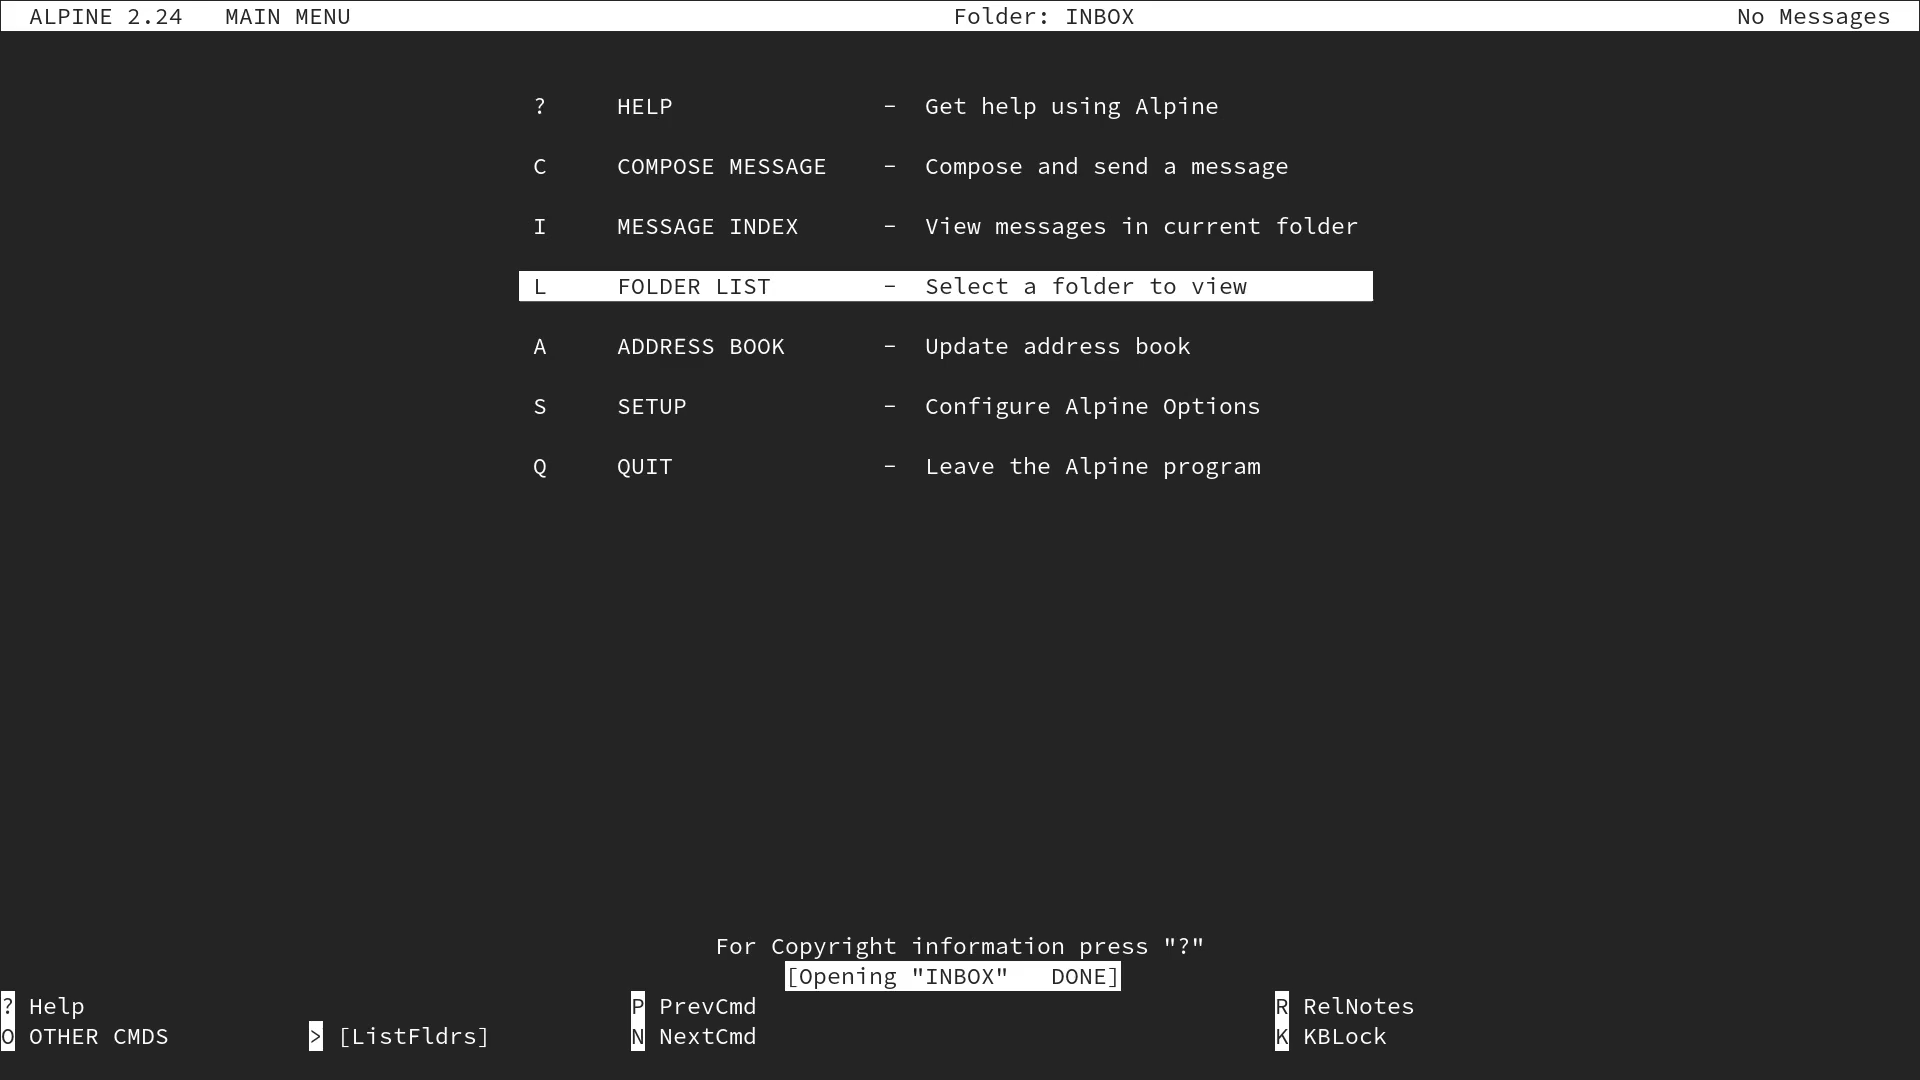 ALPINE 2.24   MAIN MENU   Folder: INBOX   No Messages
?   HELP   -   Get help using Alpine
C   COMPOSE MESSAGE   -   Compose and send a message
I   MESSAGE INDEX   -   View messages in current folder
L   FOLDER LIST   -   Select a folder to view
A   ADDRESS BOOK   -   Update address book
S   SETUP   -   Configure Alpine Options
Q   QUIT   -   Leave the Alpine program
For Copyright information press "?"
[Opening "INBOX"   DONE]
? Help   P PrevCmd   R RelNotes
O OTHER CMDS   > [ListFldrs]   N NextCmd   K KBLock